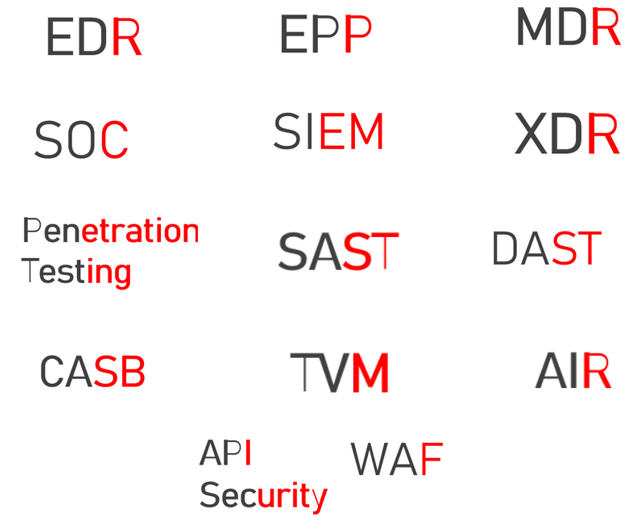 EDR
EPP
MDR
SOC
SIEM
XDR
Penetration
Testing
SAST
DAST
CASB
TVM
AIR
API
Security
WAF